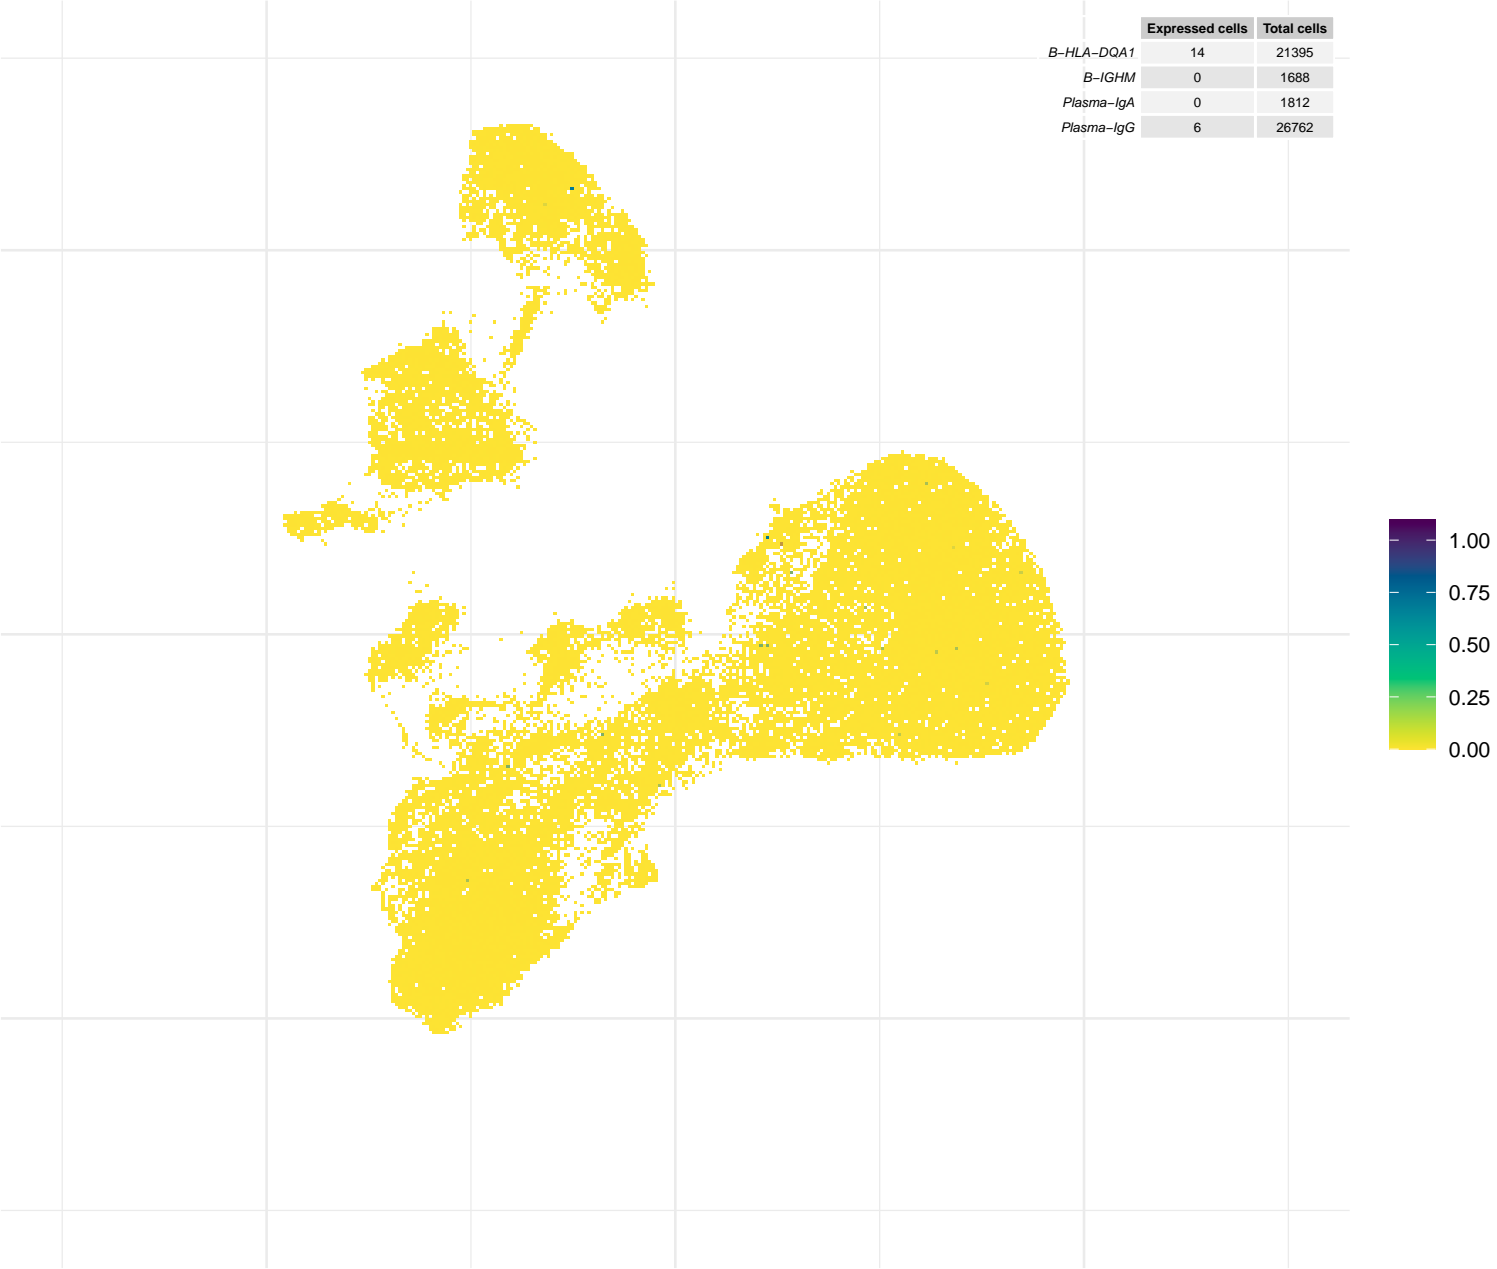 Expressed cells Total cells
B−HLA−DQA1 14 21395
B−IGHM 0 1688
Plasma−IgA 0 1812
Plasma−IgG 6 26762
1.00
0.75
0.50
0.25
0.00